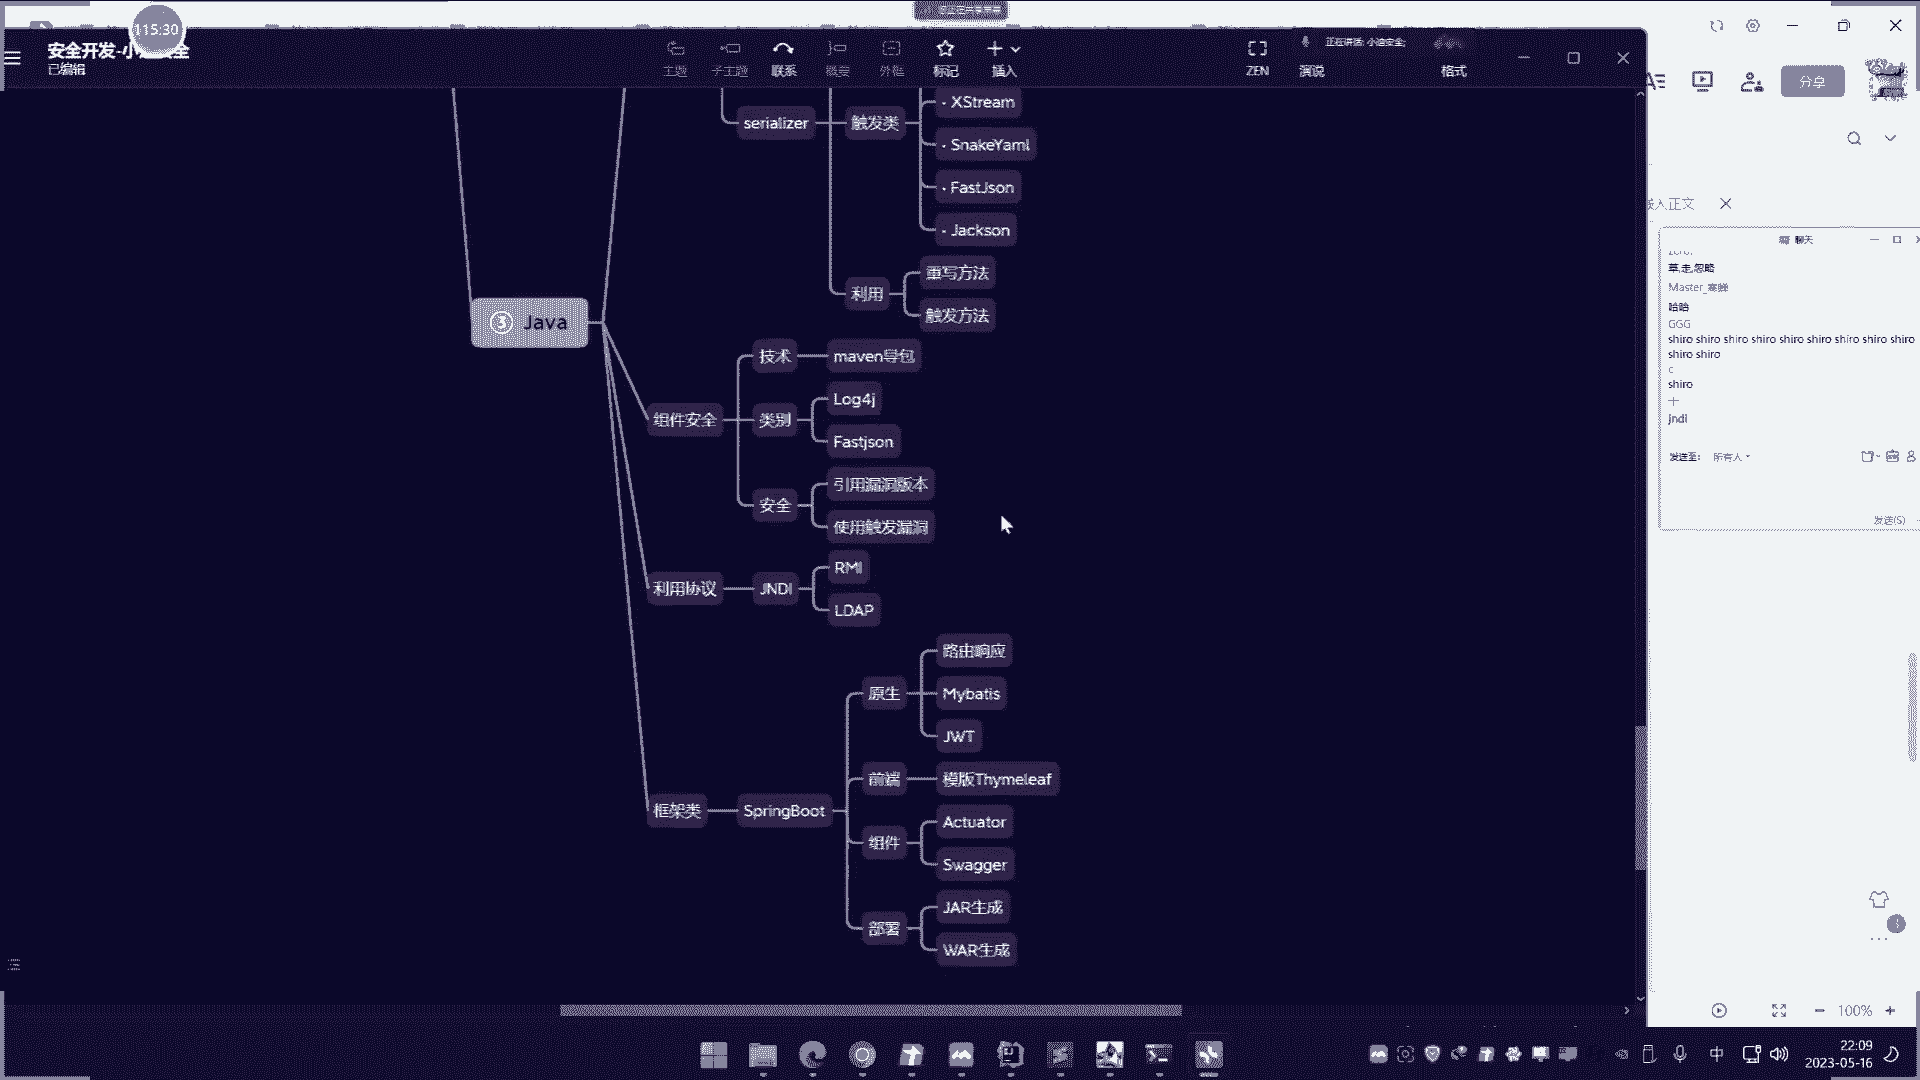 115:30
安全开发-小迪安全
已编辑
主题
子主题
联系
概要
外框
标记
插入
ZEN
演说
正在讲话: 小迪安全;
格式
分享
serializer
触发类
· XStream
· SnakeYaml
· FastJson
· Jackson
利用
重写方法
触发方法
③ Java
组件安全
技术
maven导包
类别
Log4j
Fastjson
安全
引用漏洞版本
使用触发漏洞
利用协议
JNDI
RMI
LDAP
框架类
SpringBoot
原生
路由响应
Mybatis
JWT
前端
模版Thymeleaf
组件
Actuator
Swagger
部署
JAR生成
WAR生成
嵌入正文
聊天
草,走,忽略
Master_寒蝉
哈哈
GGG
shiro shiro shiro shiro shiro shiro shiro shiro shiro
shiro shiro
c
shiro
十
jndi
发送至: 所有人
发送(S)
100%
中
22:09
2023-05-16